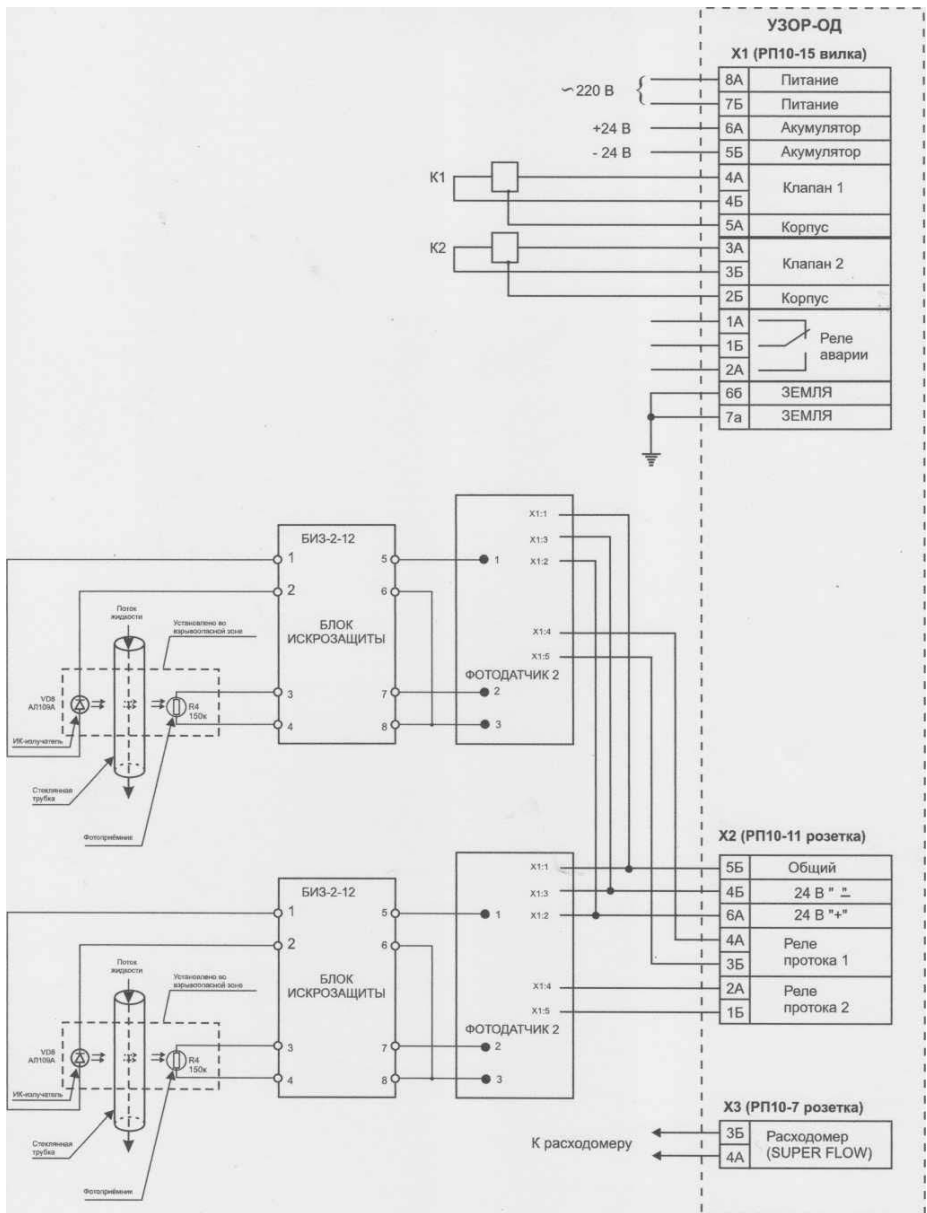 УЗОР-ОД
X1 (РП10-15 вилка)
~220 В
8А Питание
7Б Питание
+24 В
6А Акумулятор
- 24 В
5Б Акумулятор
К1
4А
Клапан 1
4Б
5А Корпус
К2
3А
Клапан 2
3Б
2Б Корпус
1А
1Б
Реле
аварии
2А
6б ЗЕМЛЯ
7а ЗЕМЛЯ
БИЗ-2-12
1
2
3
4
5
6
7
8
БЛОК
ИСКРОЗАЩИТЫ
X1:1
X1:3
X1:2
X1:4
X1:5
1
ФОТОДАТЧИК 2
2
3
Поток
жидкости
Установлено во
взрывоопасной зоне
VD8
АЛ109А
R4
150к
ИК-излучатель
Стеклянная
трубка
Фотоприёмник
X2 (РП10-11 розетка)
5Б Общий
4Б 24 В " -"
6А 24 В "+"
4А
Реле
протока 1
3Б
2А
Реле
протока 2
1Б
БИЗ-2-12
1
2
3
4
5
6
7
8
БЛОК
ИСКРОЗАЩИТЫ
X1:1
X1:3
X1:2
X1:4
X1:5
1
ФОТОДАТЧИК 2
2
3
Поток
жидкости
Установлено во
взрывоопасной зоне
VD8
АЛ109А
R4
150к
ИК-излучатель
Стеклянная
трубка
Фотоприёмник
X3 (РП10-7 розетка)
К расходомеру
3Б
4А
Расходомер
(SUPER FLOW)